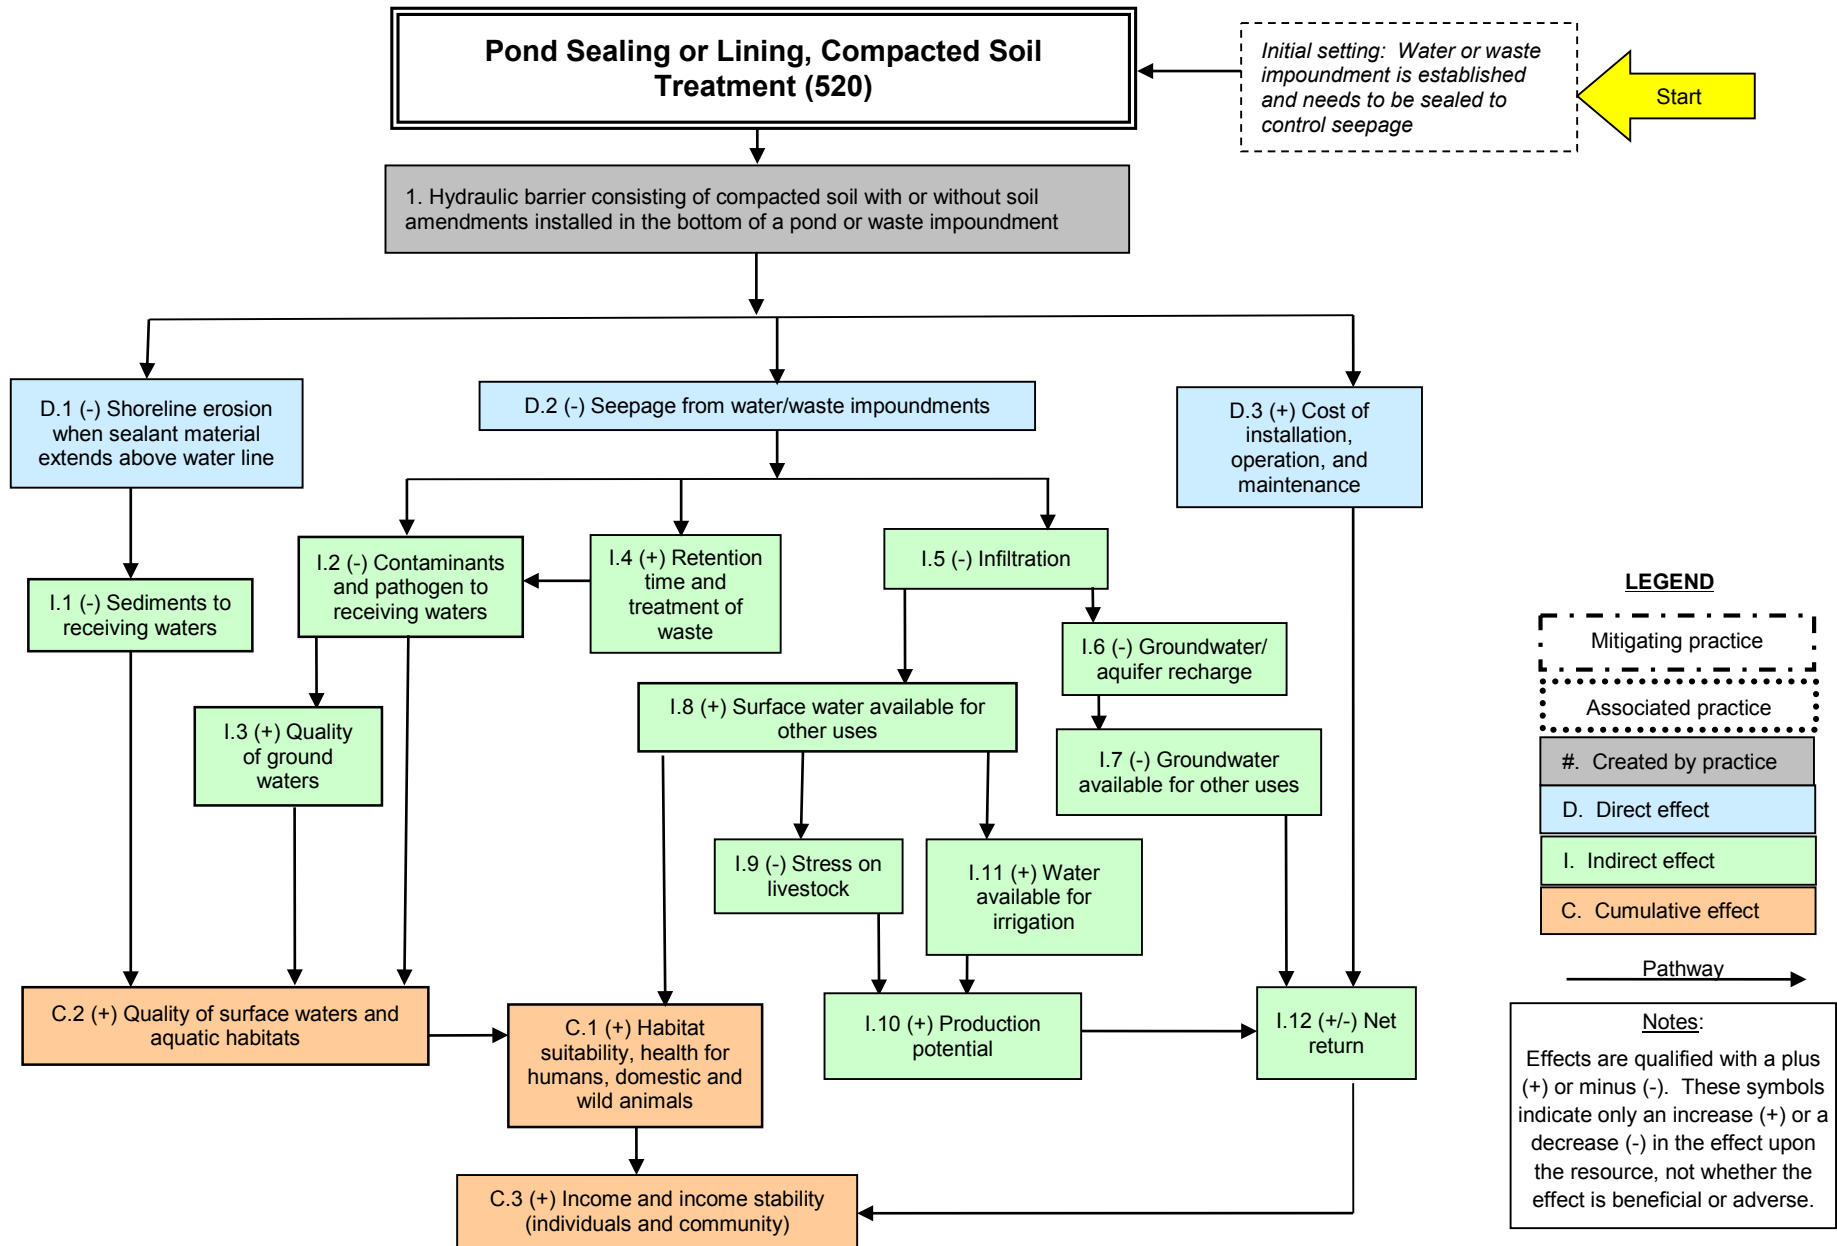 Pond Sealing or Lining, Compacted Soil
Treatment (520)
Initial setting: Water or waste
impoundment is established
and needs to be sealed to
control seepage
Start
1. Hydraulic barrier consisting of compacted soil with or without soil
amendments installed in the bottom of a pond or waste impoundment
D.1 (-) Shoreline erosion
when sealant material
extends above water line
D.2 (-) Seepage from water/waste impoundments
D.3 (+) Cost of
installation,
operation, and
maintenance
I.2 (-) Contaminants
and pathogen to
receiving waters
I.4 (+) Retention
time and
treatment of
waste
I.5 (-) Infiltration
I.1 (-) Sediments to
receiving waters
I.6 (-) Groundwater/
aquifer recharge
I.8 (+) Surface water available for
other uses
I.3 (+) Quality
of ground
waters
I.7 (-) Groundwater
available for other uses
I.9 (-) Stress on
livestock
I.11 (+) Water
available for
irrigation
C.2 (+) Quality of surface waters and
aquatic habitats
C.1 (+) Habitat
suitability, health for
humans, domestic and
wild animals
I.10 (+) Production
potential
I.12 (+/-) Net
return
C.3 (+) Income and income stability
(individuals and community)
LEGEND
Mitigating practice
Associated practice
#. Created by practice
D. Direct effect
I. Indirect effect
C. Cumulative effect
Pathway
Notes:
Effects are qualified with a plus
(+) or minus (-). These symbols
indicate only an increase (+) or a
decrease (-) in the effect upon
the resource, not whether the
effect is beneficial or adverse.